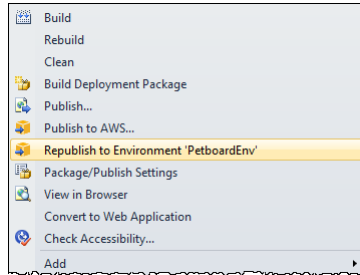 Build
Rebuild
Clean
Build Deployment Package
Publish...
Publish to AWS...
Republish to Environment 'PetboardEnv'
Package/Publish Settings
View in Browser
Convert to Web Application
Check Accessibility...
Add